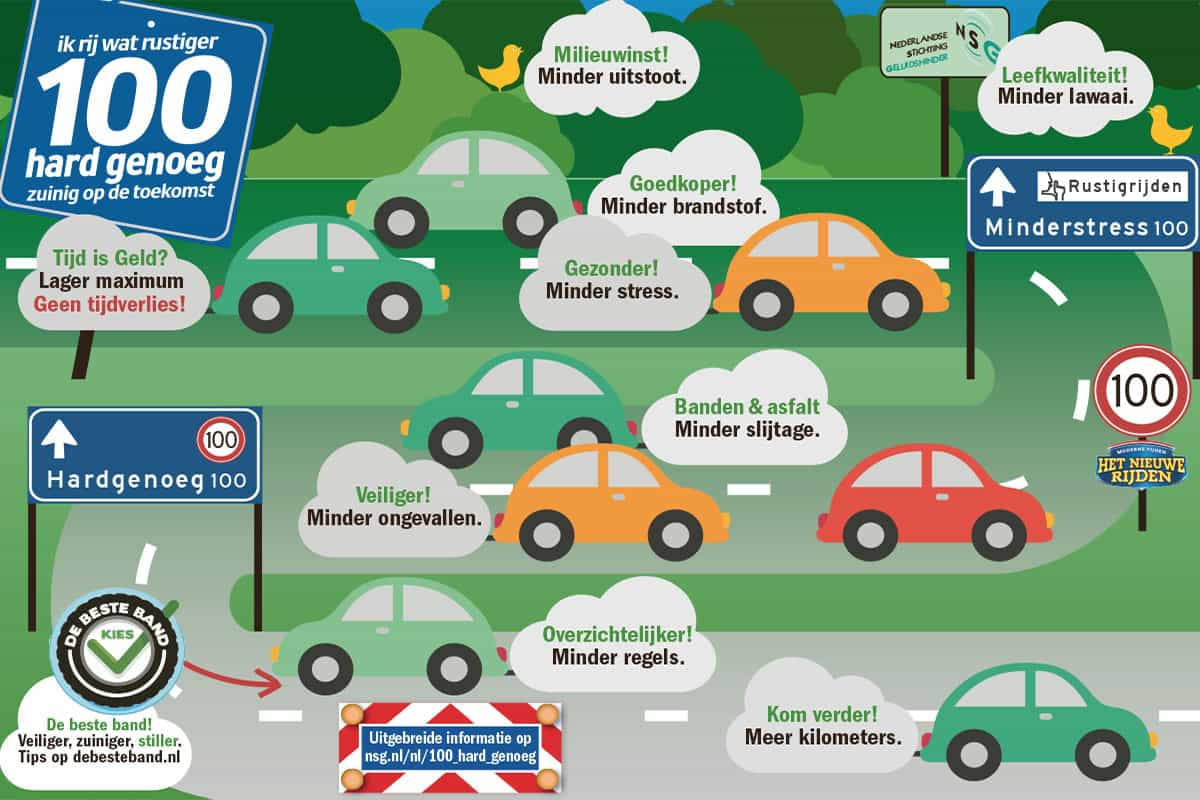 ik rij wat rustiger
100
hard genoeg
zuinig op de toekomst
Milieuwinst!
Minder uitstoot.
NEDERLANDSE
STICHTING
GELUIDSHINDER
NSG
Leefkwaliteit!
Minder lawaai.
Goedkoper!
Minder brandstof.
Rustigrijden
Minderstress 100
Tijd is Geld?
Lager maximum
Geen tijdverlies!
Gezonder!
Minder stress.
100
MODERNE TIJDEN
HET NIEUWE
RIJDEN
Banden & asfalt
Minder slijtage.
100
Hardgenoeg 100
Veiliger!
Minder ongevallen.
DE BESTE BAND
KIES
Overzichtelijker!
Minder regels.
De beste band!
Veiliger, zuiniger, stiller.
Tips op debesteband.nl
Uitgebreide informatie op
nsg.nl/nl/100_hard_genoeg
Kom verder!
Meer kilometers.